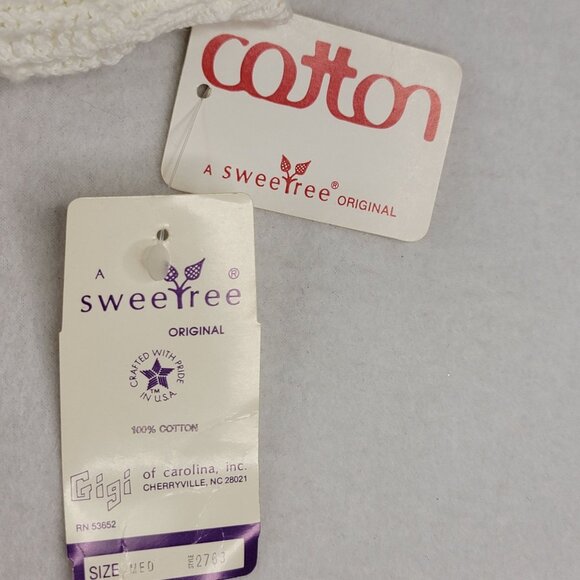 cotton
A sweeTree® ORIGINAL
A ®
sweeTree
ORIGINAL
CRAFTED WITH PRIDE
TM
IN U.S.A.
100% COTTON
Gigi of carolina, inc.
CHERRYVILLE, NC 28021
RN 53652
SIZE MED STYLE